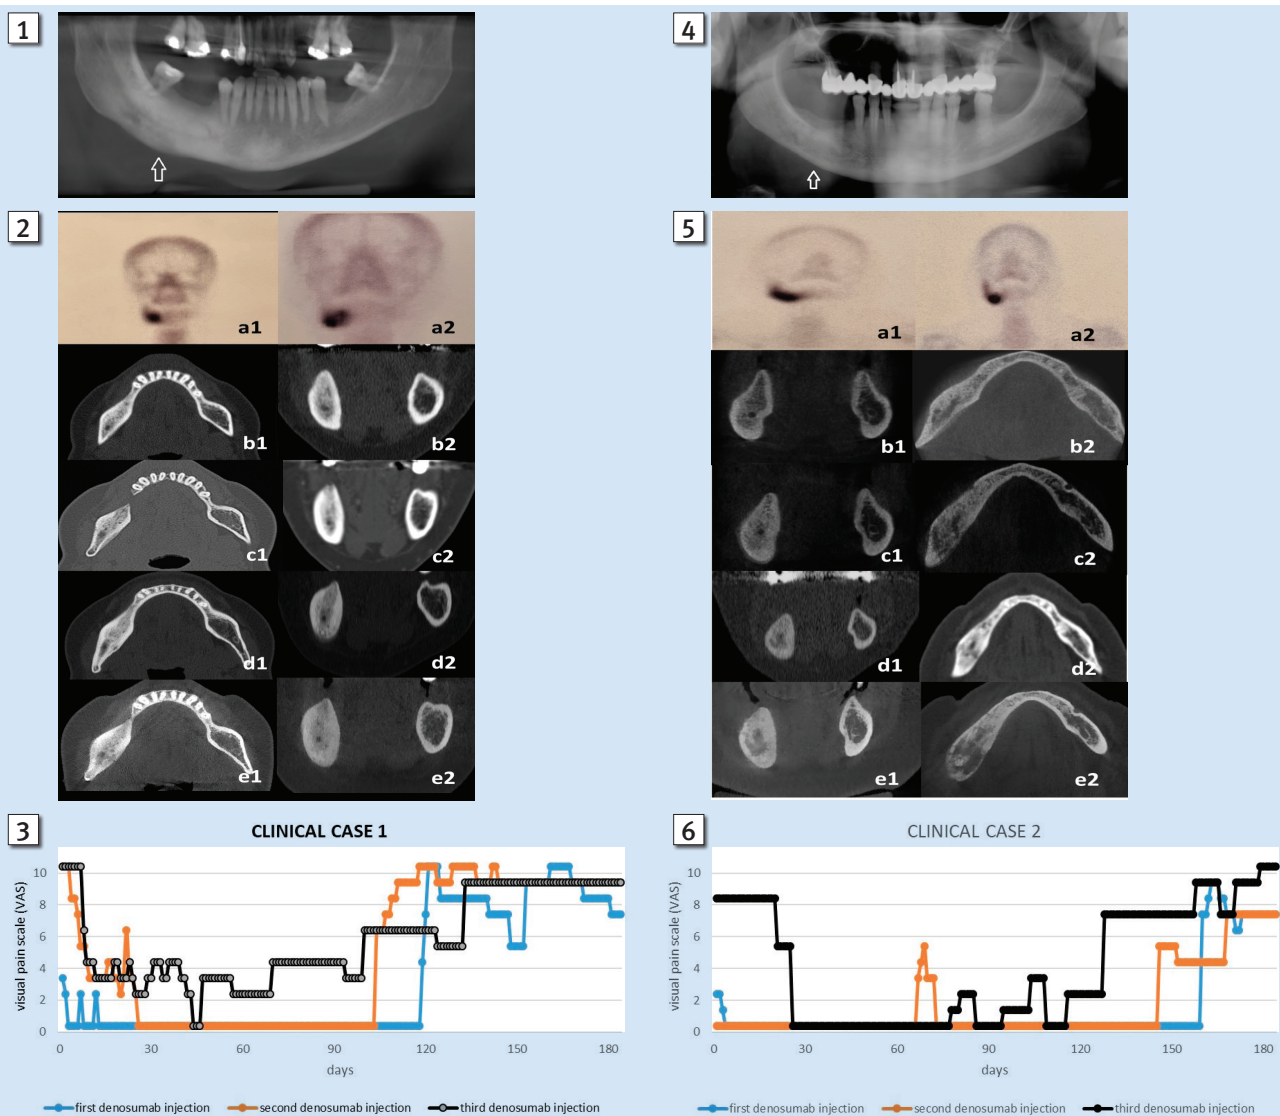 1
4
2
a1
a2
b1
b2
c1
c2
d1
d2
e1
e2
5
a1
a2
b1
b2
c1
c2
d1
d2
e1
e2
3
CLINICAL CASE 1
visual pain scale (VAS)
10
8
6
4
2
0
0 30 60 90 120 150 180
days
first denosumab injection second denosumab injection third denosumab injection
6
CLINICAL CASE 2
visual pain scale (VAS)
10
8
6
4
2
0
0 30 60 90 120 150 180
days
first denosumab injection second denosumab injection third denosumab injection